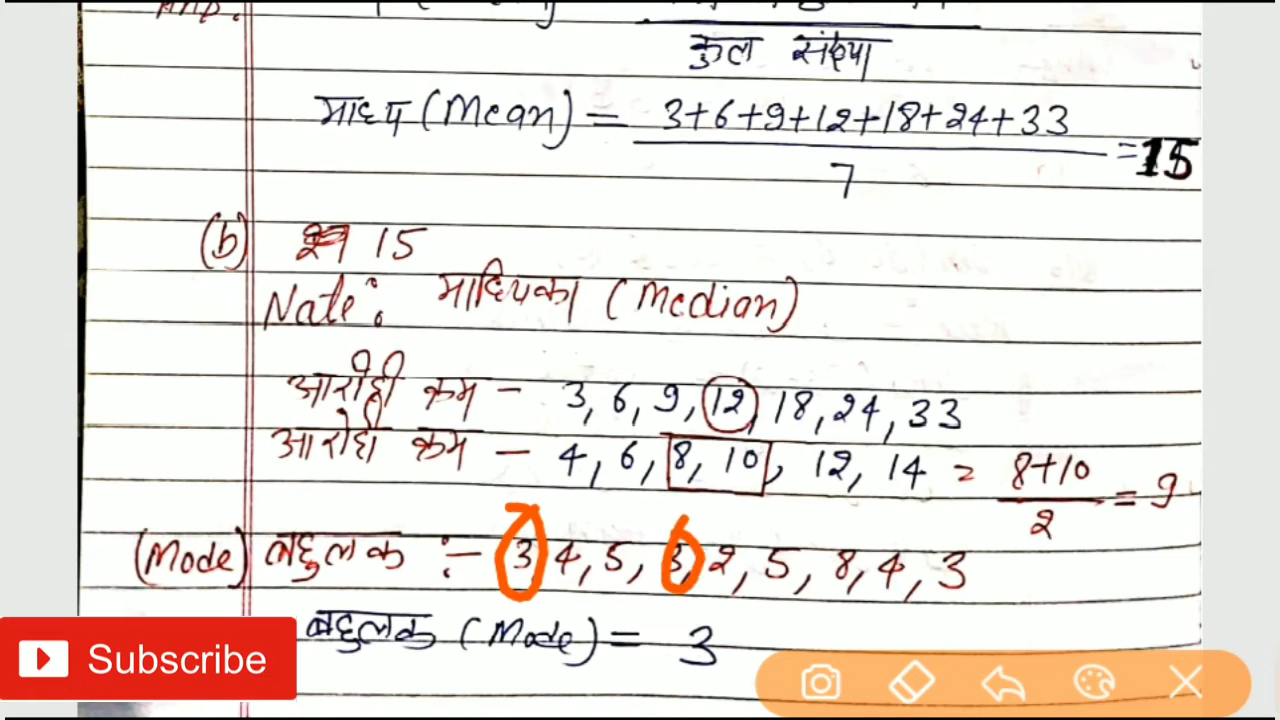 कुल संख्या
माध्य (Mean) = 3+6+9+12+18+24+33 / 7 = 15
(b) 15
Nate: माध्यिका (Median)
आरोही क्रम - 3, 6, 9, 12, 18, 24, 33
आरोही क्रम - 4, 6, 8, 10, 12, 14 = 8+10 / 2 = 9
(Mode) बहुलक :- 3, 4, 5, 3, 2, 5, 8, 4, 3
बहुलक (Mode) = 3
Subscribe